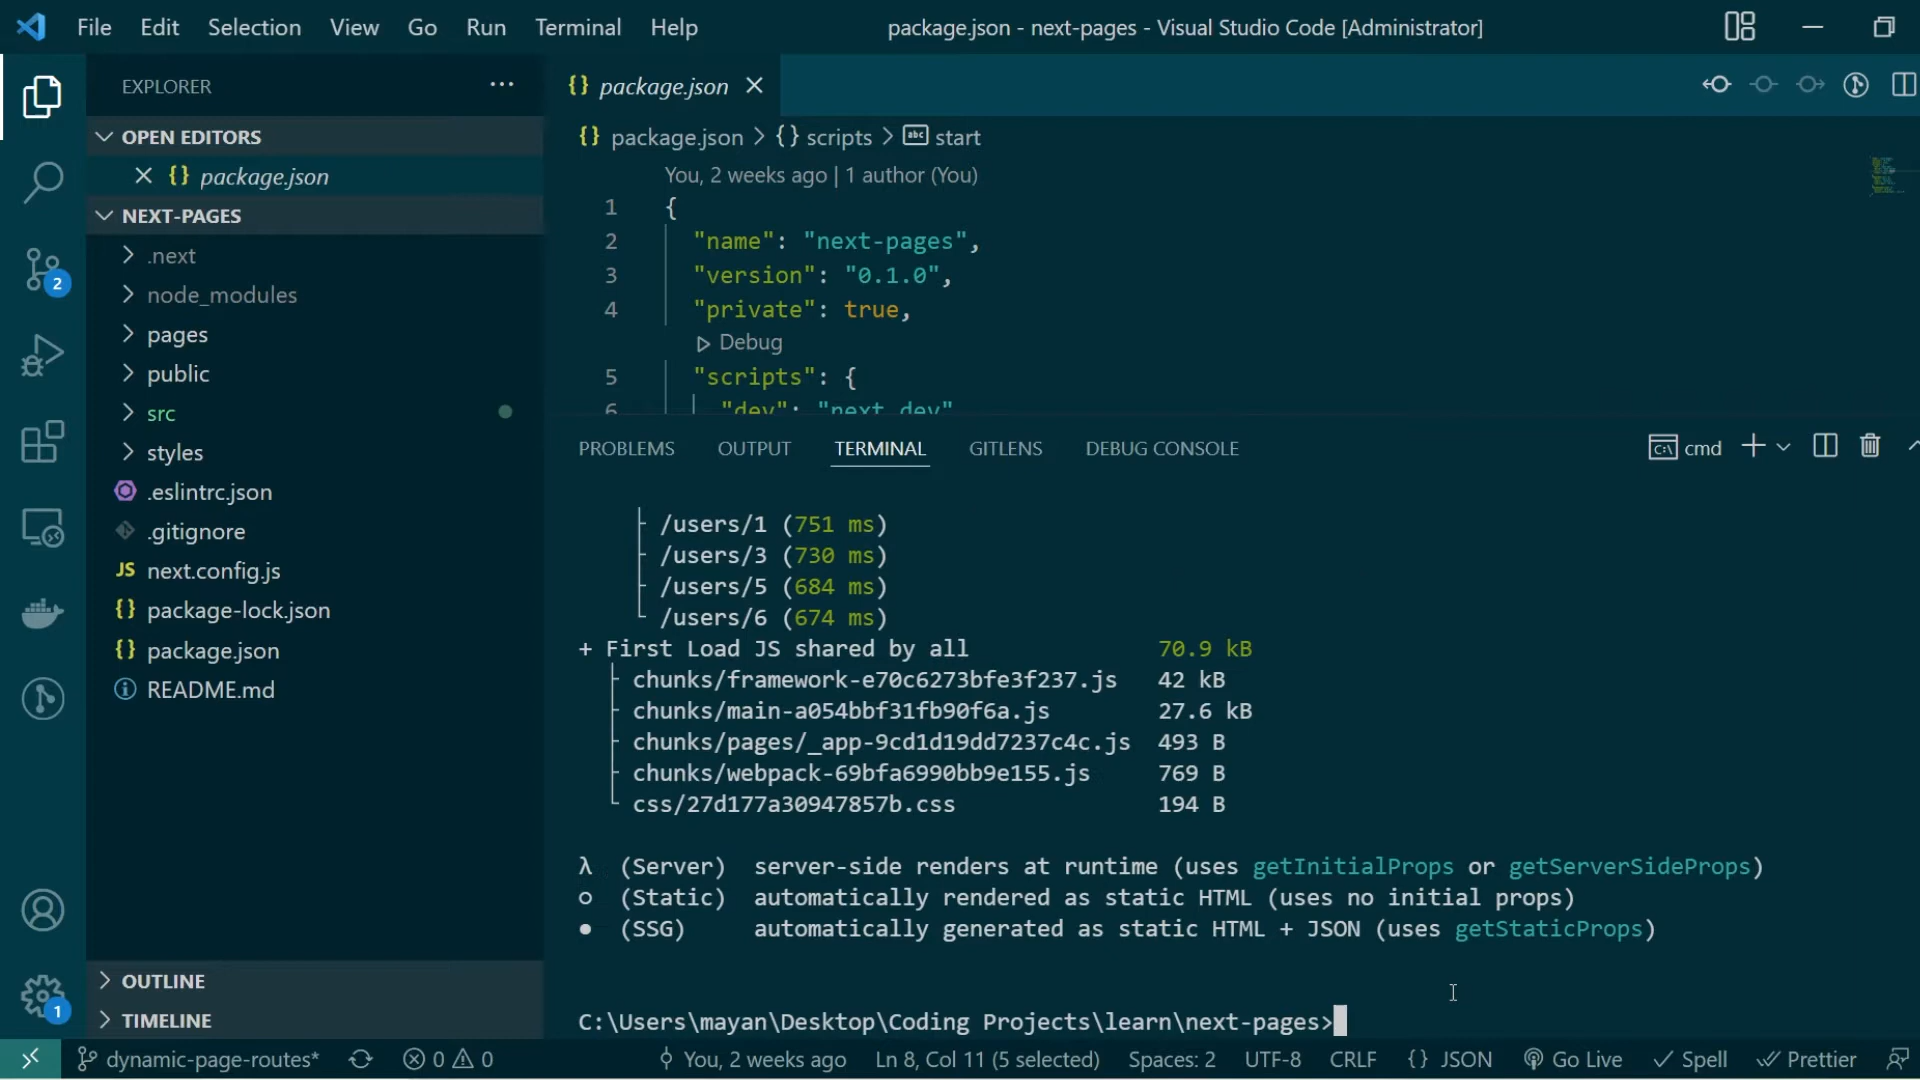 File Edit Selection View Go Run Terminal Help
package.json - next-pages - Visual Studio Code [Administrator]
EXPLORER
OPEN EDITORS
{} package.json
NEXT-PAGES
.next
node_modules
pages
public
src
styles
.eslintrc.json
.gitignore
JS next.config.js
{} package-lock.json
{} package.json
README.md
OUTLINE
TIMELINE
2
1
{} package.json
{} package.json > {} scripts > abc start
You, 2 weeks ago | 1 author (You)
1 {
2 "name": "next-pages",
3 "version": "0.1.0",
4 "private": true,
Debug
5 "scripts": {
6 "dev": "next dev"
PROBLEMS OUTPUT TERMINAL GITLENS DEBUG CONSOLE
cmd
├ /users/1 (751 ms)
├ /users/3 (730 ms)
├ /users/5 (684 ms)
└ /users/6 (674 ms)
+ First Load JS shared by all 70.9 kB
├ chunks/framework-e70c6273bfe3f237.js 42 kB
├ chunks/main-a054bbf31fb90f6a.js 27.6 kB
├ chunks/pages/_app-9cd1d19dd7237c4c.js 493 B
├ chunks/webpack-69bfa6990bb9e155.js 769 B
└ css/27d177a30947857b.css 194 B
λ (Server) server-side renders at runtime (uses getInitialProps or getServerSideProps)
○ (Static) automatically rendered as static HTML (uses no initial props)
● (SSG) automatically generated as static HTML + JSON (uses getStaticProps)
C:\Users\mayan\Desktop\Coding Projects\learn\next-pages>
dynamic-page-routes* 0 0 You, 2 weeks ago Ln 8, Col 11 (5 selected) Spaces: 2 UTF-8 CRLF {} JSON Go Live Spell Prettier